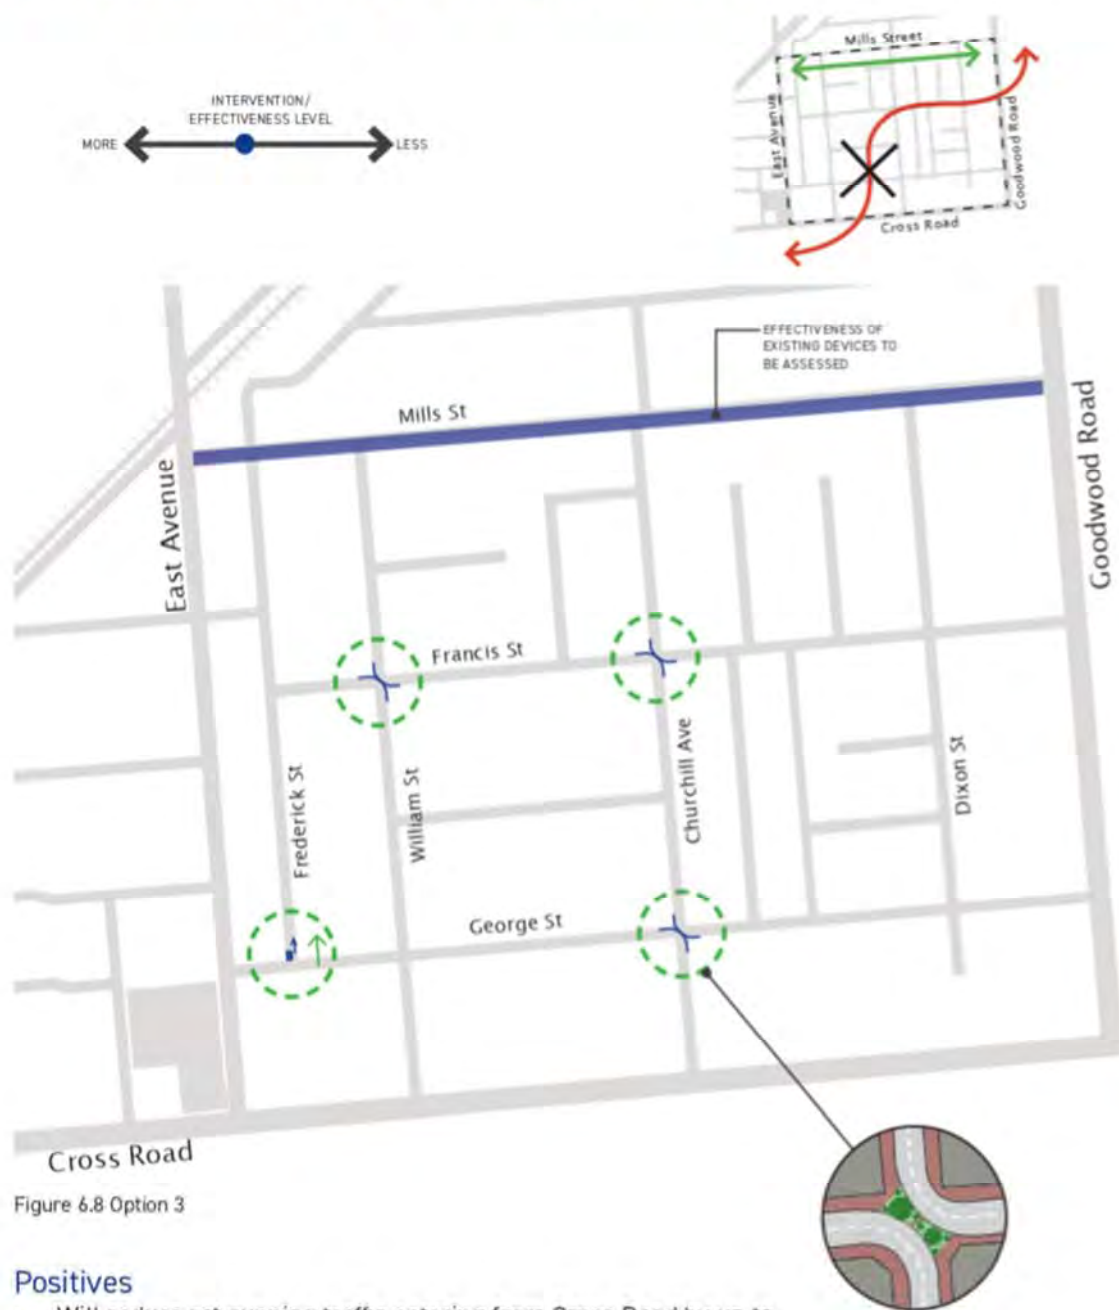 INTERVENTION/
EFFECTIVENESS LEVEL
MORE
LESS
Mills Street
East Avenue
Goodwood Road
Cross Road
EFFECTIVENESS OF
EXISTING DEVICES TO
BE ASSESSED
Mills St
East Avenue
Goodwood Road
Francis St
Frederick St
William St
Churchill Ave
Dixon St
George St
Cross Road
Figure 6.8 Option 3
Positives